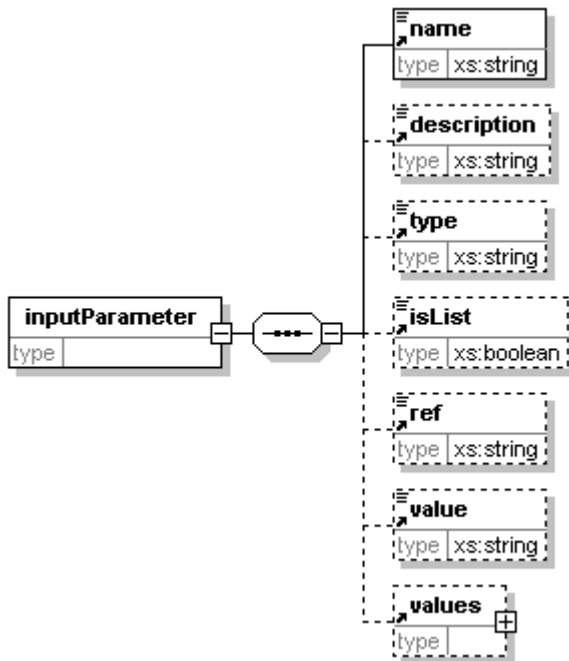 name
type xs:string
description
type xs:string
type
type xs:string
inputParameter
type
isList
type xs:boolean
ref
type xs:string
value
type xs:string
values
type